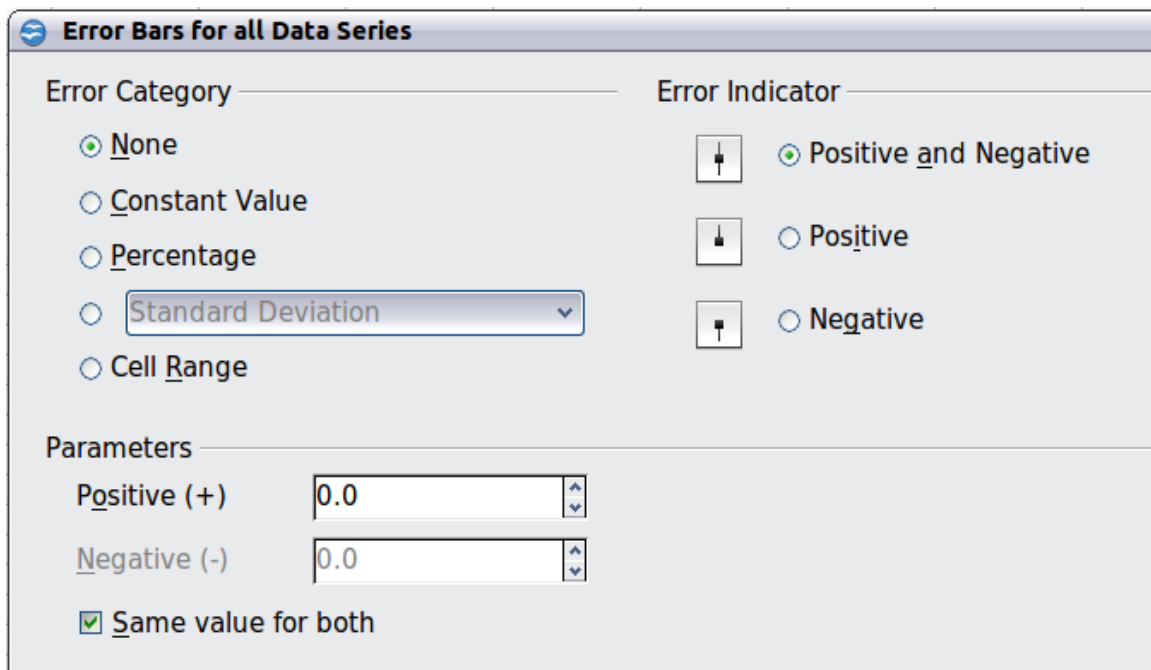 Error Bars for all Data Series
Error Category
None
Constant Value
Percentage
Standard Deviation
Cell Range
Error Indicator
Positive and Negative
Positive
Negative
Parameters
Positive (+) 0.0
Negative (-) 0.0
Same value for both